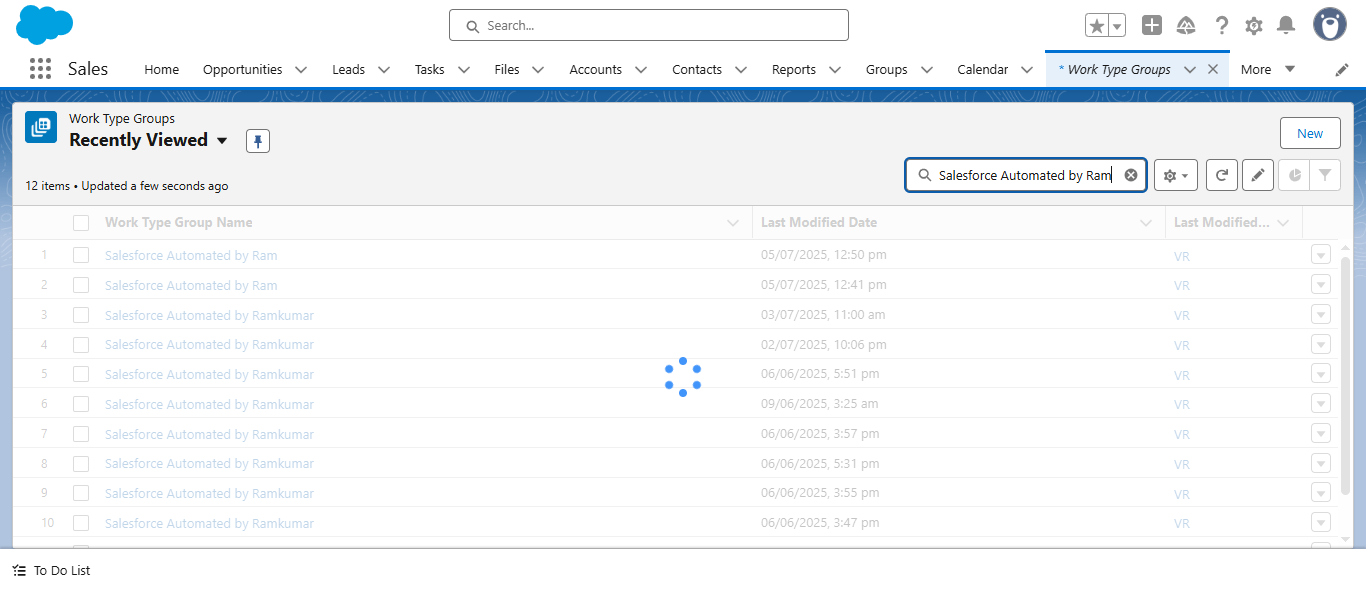 Search...
Sales
Home
Opportunities
Leads
Tasks
Files
Accounts
Contacts
Reports
Groups
Calendar
* Work Type Groups
More
Work Type Groups
Recently Viewed
New
12 items • Updated a few seconds ago
Salesforce Automated by Ram
Work Type Group Name Last Modified Date Last Modified...
1 Salesforce Automated by Ram 05/07/2025, 12:50 pm VR
2 Salesforce Automated by Ram 05/07/2025, 12:41 pm VR
3 Salesforce Automated by Ramkumar 03/07/2025, 11:00 am VR
4 Salesforce Automated by Ramkumar 02/07/2025, 10:06 pm VR
5 Salesforce Automated by Ramkumar 06/06/2025, 5:51 pm VR
6 Salesforce Automated by Ramkumar 09/06/2025, 3:25 am VR
7 Salesforce Automated by Ramkumar 06/06/2025, 3:57 pm VR
8 Salesforce Automated by Ramkumar 06/06/2025, 5:31 pm VR
9 Salesforce Automated by Ramkumar 06/06/2025, 3:55 pm VR
10 Salesforce Automated by Ramkumar 06/06/2025, 3:47 pm VR
To Do List